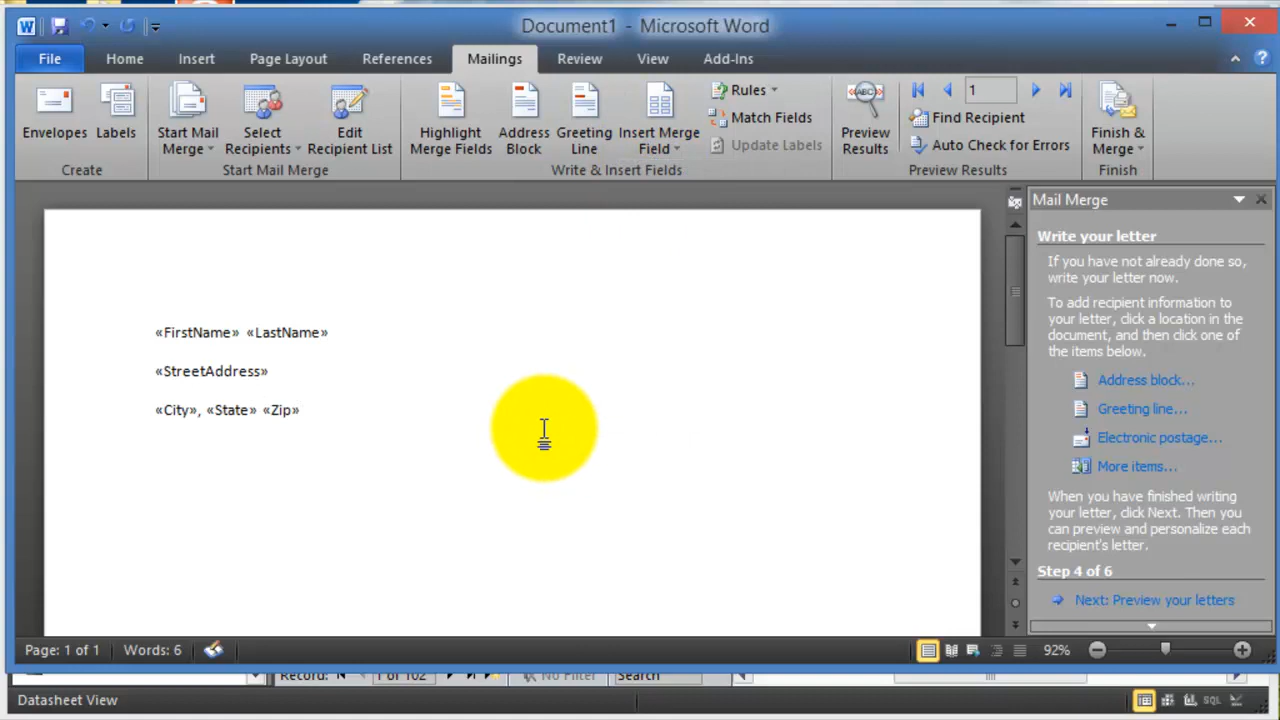 Document1 - Microsoft Word
File Home Insert Page Layout References Mailings Review View Add-Ins
Envelopes Labels
Create
Start Mail Merge Select Recipients Edit Recipient List
Start Mail Merge
Highlight Merge Fields Address Block Greeting Line Insert Merge Field
Rules
Match Fields
Update Labels
Write & Insert Fields
ABC
Preview Results
1
Find Recipient
Auto Check for Errors
Preview Results
Finish & Merge
Finish
«FirstName» «LastName»
«StreetAddress»
«City», «State» «Zip»
Mail Merge
Write your letter
If you have not already done so,
write your letter now.
To add recipient information to
your letter, click a location in the
document, and then click one of
the items below.
Address block...
Greeting line...
Electronic postage...
More items...
When you have finished writing
your letter, click Next. Then you
can preview and personalize each
recipient's letter.
Step 4 of 6
Next: Preview your letters
Page: 1 of 1 Words: 6 92%
Record: 1 of 102 No Filter Search
Datasheet View SQL